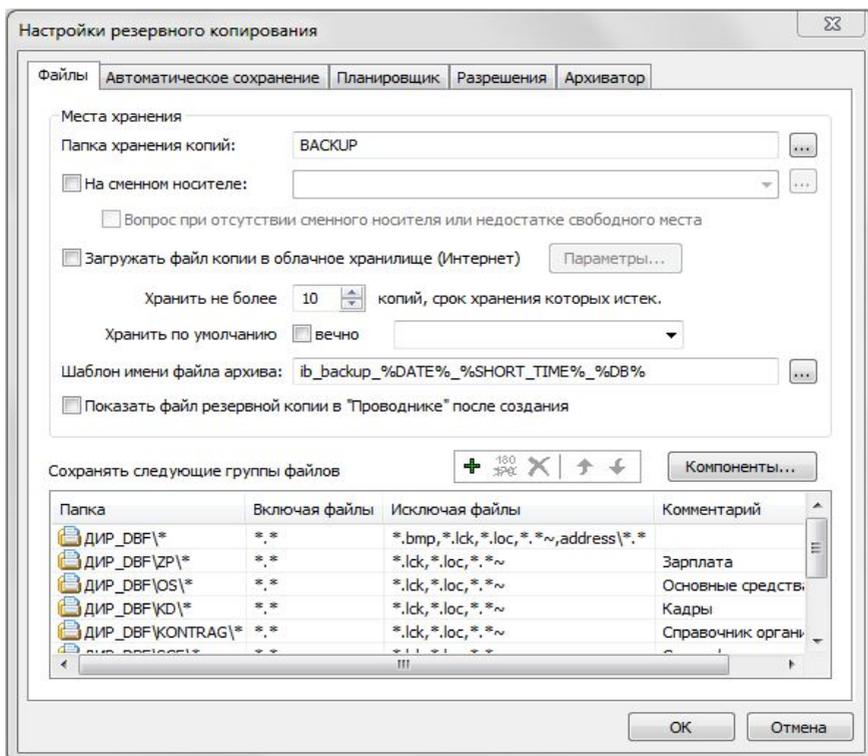 Настройки резервного копирования
Файлы Автоматическое сохранение Планировщик Разрешения Архиватор
Места хранения
Папка хранения копий: BACKUP ...
На сменном носителе: ...
Вопрос при отсутствии сменного носителя или недостатке свободного места
Загружать файл копии в облачное хранилище (Интернет) Параметры...
Хранить не более 10 копий, срок хранения которых истек.
Хранить по умолчанию вечно
Шаблон имени файла архива: ib_backup_%DATE%_%SHORT_TIME%_%DB% ...
Показать файл резервной копии в "Проводнике" после создания
Сохранять следующие группы файлов Компоненты...
Папка Включая файлы Исключая файлы Комментарий
ДИР_DBF\* *.* *.bmp,*.lck,*.loc,*.*~,address\*.*
ДИР_DBF\ZP\* *.* *.lck,*.loc,*.*~ Зарплата
ДИР_DBF\OS\* *.* *.lck,*.loc,*.*~ Основные средства
ДИР_DBF\KD\* *.* *.lck,*.loc,*.*~ Кадры
ДИР_DBF\KONTRAG\* *.* *.lck,*.loc,*.*~ Справочник органи
ОК Отмена